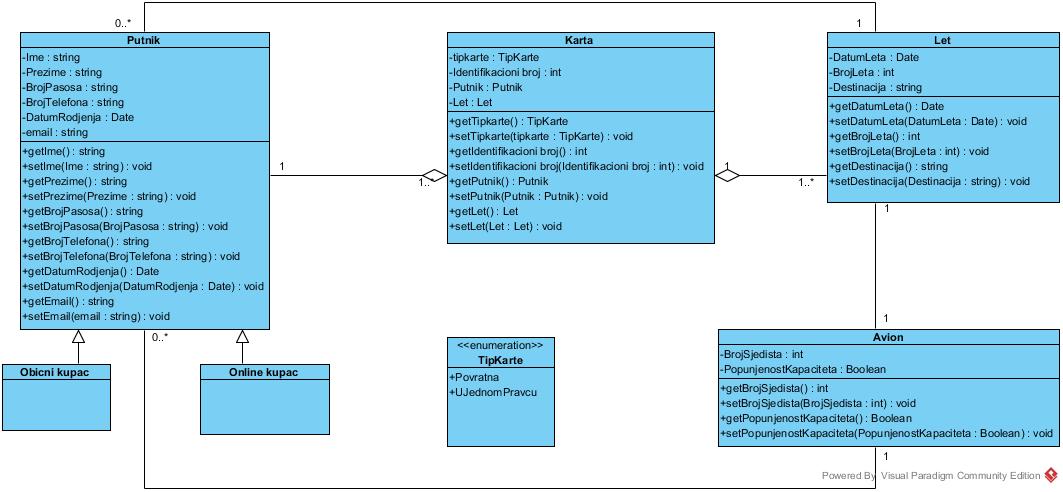 0..*
1
Putnik
-Ime : string
-Prezime : string
-BrojPasosa : string
-BrojTelefona : string
-DatumRodjenja : Date
-email : string
+getIme() : string
+setIme(Ime : string) : void
+getPrezime() : string
+setPrezime(Prezime : string) : void
+getBrojPasosa() : string
+setBrojPasosa(BrojPasosa : string) : void
+getBrojTelefona() : string
+setBrojTelefona(BrojTelefona : string) : void
+getDatumRodjenja() : Date
+setDatumRodjenja(DatumRodjenja : Date) : void
+getEmail() : string
+setEmail(email : string) : void
1
1..*
Karta
-tipkarte : TipKarte
-Identifikacioni broj : int
-Putnik : Putnik
-Let : Let
+getTipkarte() : TipKarte
+setTipkarte(tipkarte : TipKarte) : void
+getIdentifikacioni broj() : int
+setIdentifikacioni broj(Identifikacioni broj : int) : void
+getPutnik() : Putnik
+setPutnik(Putnik : Putnik) : void
+getLet() : Let
+setLet(Let : Let) : void
1
1..*
Let
-DatumLeta : Date
-BrojLeta : int
-Destinacija : string
+getDatumLeta() : Date
+setDatumLeta(DatumLeta : Date) : void
+getBrojLeta() : int
+setBrojLeta(BrojLeta : int) : void
+getDestinacija() : string
+setDestinacija(Destinacija : string) : void
1
1
0..*
Obicni kupac
Online kupac
<<enumeration>>
TipKarte
+Povratna
+UJednomPravcu
Avion
-BrojSjedista : int
-PopunjenostKapaciteta : Boolean
+getBrojSjedista() : int
+setBrojSjedista(BrojSjedista : int) : void
+getPopunjenostKapaciteta() : Boolean
+setPopunjenostKapaciteta(PopunjenostKapaciteta : Boolean) : void
1
Powered By Visual Paradigm Community Edition